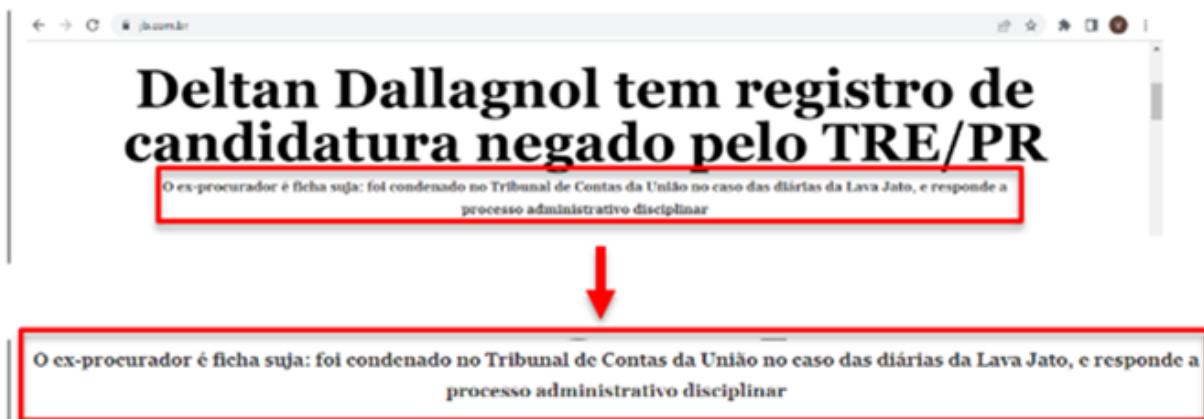 jb.com.br
Deltan Dallagnol tem registro de
candidatura negado pelo TRE/PR
O ex-procurador é ficha suja: foi condenado no Tribunal de Contas da União no caso das diárias da Lava Jato, e responde a
processo administrativo disciplinar
O ex-procurador é ficha suja: foi condenado no Tribunal de Contas da União no caso das diárias da Lava Jato, e responde a
processo administrativo disciplinar